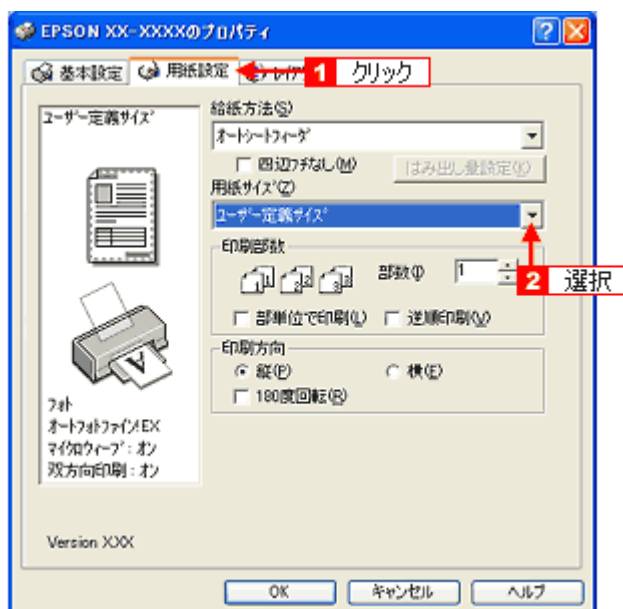 EPSON XX-XXXXのプロパティ
基本設定
用紙設定
1 クリック
ユーザー定義サイズ
給紙方法(S)
オートシートフィーダ
四辺フチなし(M)
はみ出し量設定(K)
用紙サイズ(Z)
ユーザー定義サイズ
2 選択
印刷部数
部数(I)
1
部単位で印刷(L)
逆順印刷(V)
印刷方向
縦(P)
横(E)
180度回転(R)
フォト
オートフォトファイン!EX
マイクロウィーブ : オン
双方向印刷 : オン
Version XXX
OK
キャンセル
ヘルプ